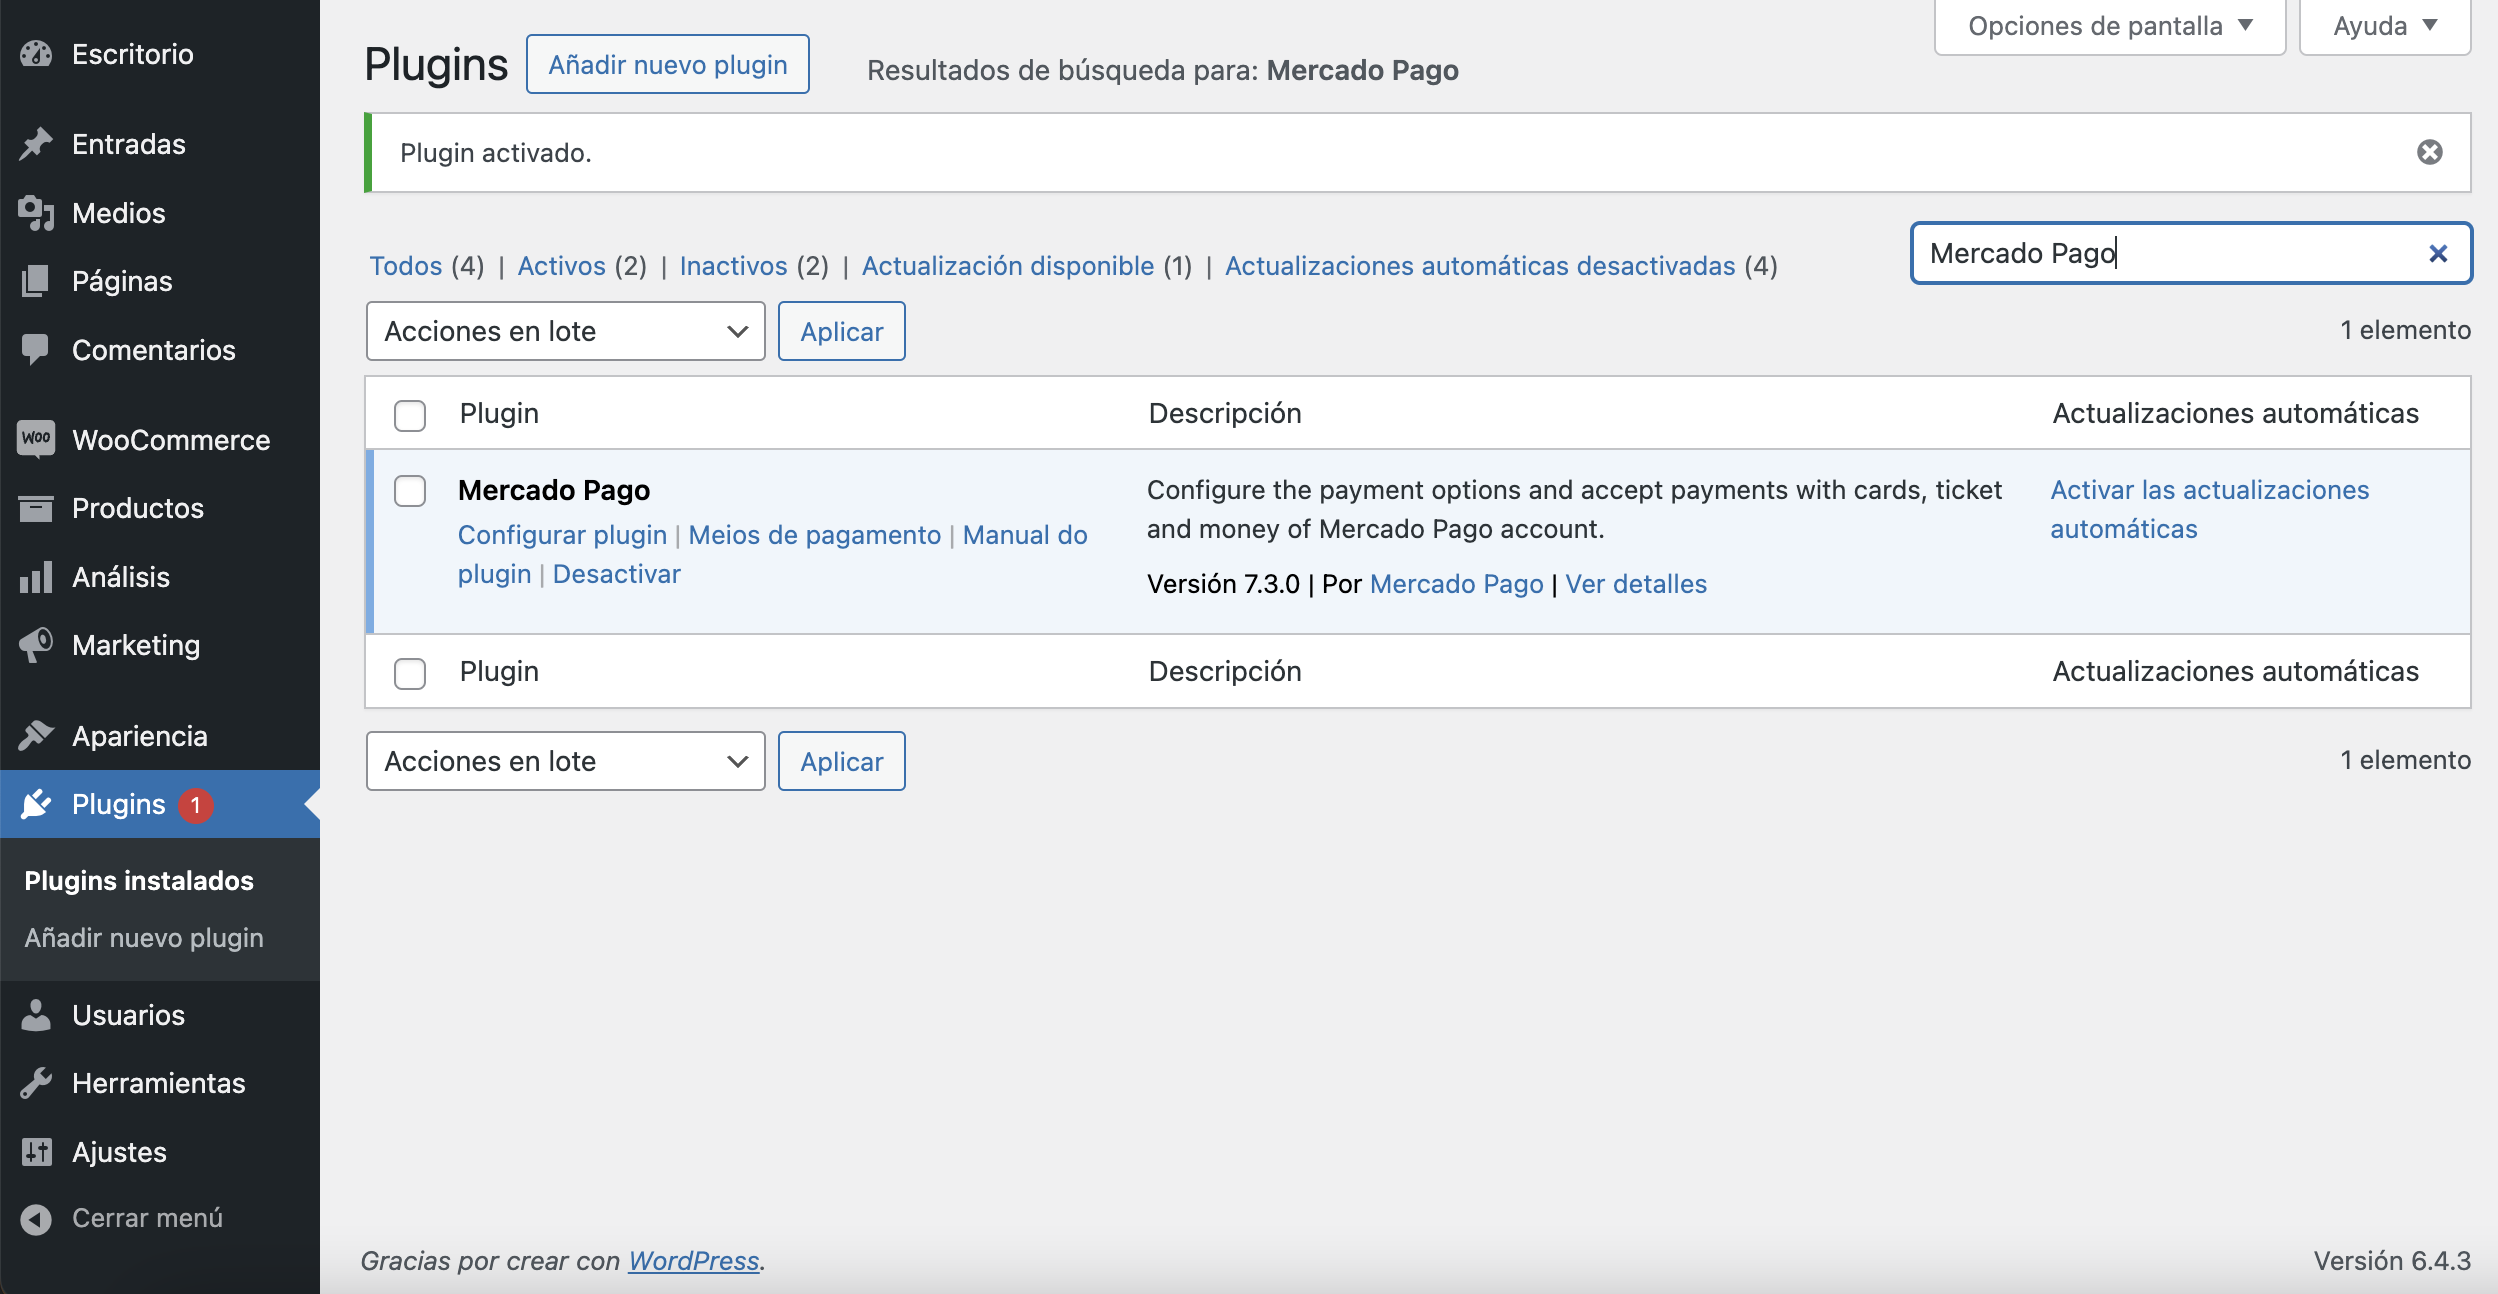 Escritorio
Entradas
Medios
Páginas
Comentarios
Woo WooCommerce
Productos
Análisis
Marketing
Apariencia
Plugins 1
Plugins instalados
Añadir nuevo plugin
Usuarios
Herramientas
Ajustes
Cerrar menú
Opciones de pantalla ▼ Ayuda ▼
Plugins Añadir nuevo plugin Resultados de búsqueda para: Mercado Pago
Plugin activado.
Todos (4) | Activos (2) | Inactivos (2) | Actualización disponible (1) | Actualizaciones automáticas desactivadas (4)
Mercado Pago
Acciones en lote Aplicar 1 elemento
Plugin Descripción Actualizaciones automáticas
Mercado Pago
Configurar plugin | Meios de pagamento | Manual do
plugin | Desactivar
Configure the payment options and accept payments with cards, ticket
and money of Mercado Pago account.
Versión 7.3.0 | Por Mercado Pago | Ver detalles
Activar las actualizaciones
automáticas
Plugin Descripción Actualizaciones automáticas
Acciones en lote Aplicar 1 elemento
Gracias por crear con WordPress. Versión 6.4.3